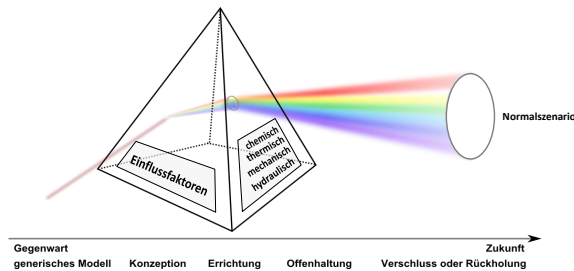 Normalszenario
Einflussfaktoren
chemisch
thermisch
mechanisch
hydraulisch
Gegenwart Zukunft
generisches Modell Konzeption Errichtung Offenhaltung Verschluss oder Rückholung